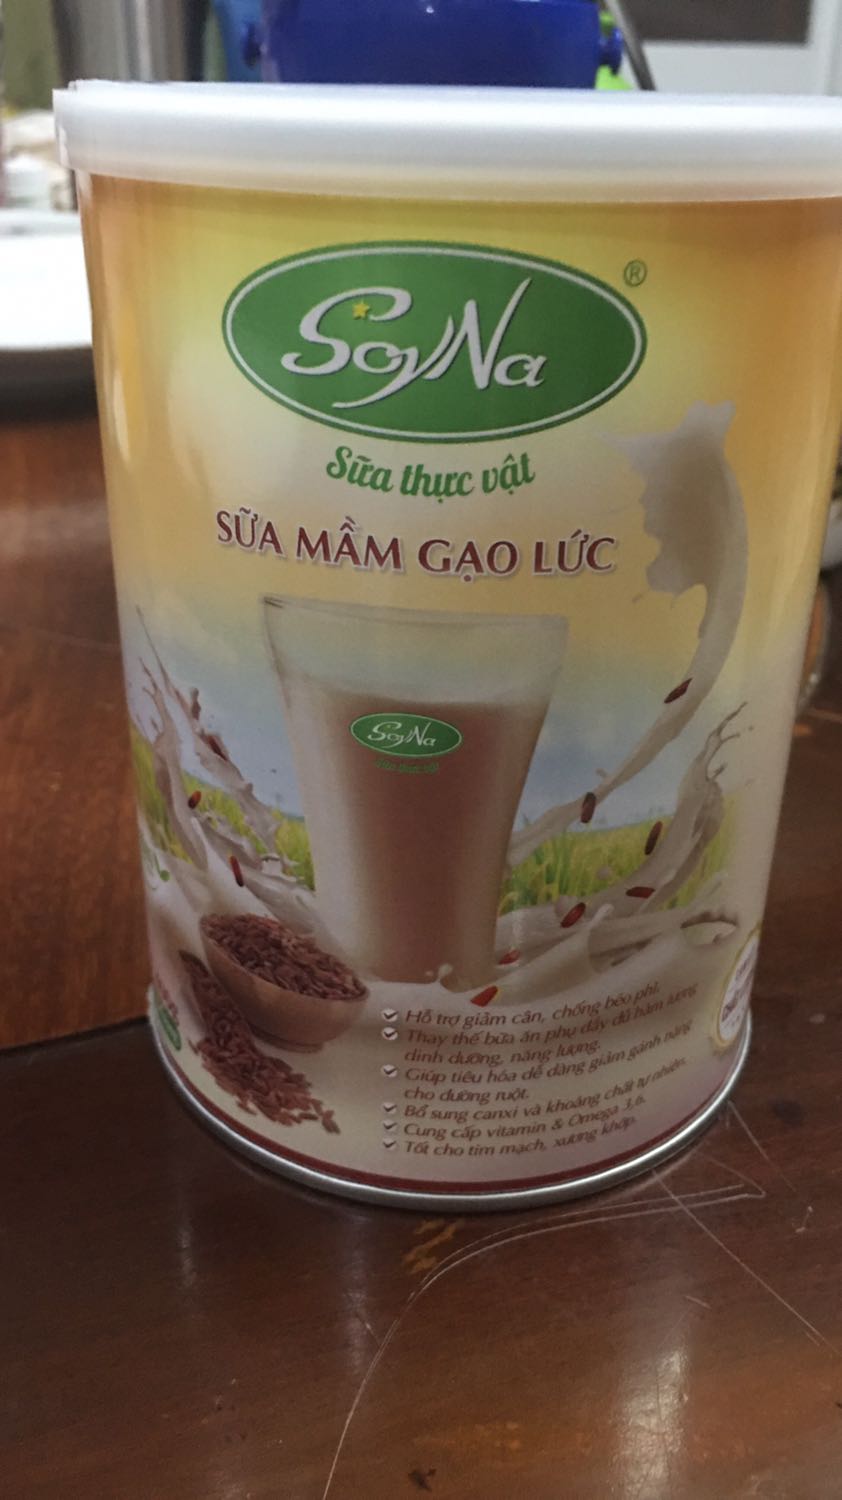 SoyNa ®
Sữa thực vật
SỮA MẦM GẠO LỨC
SoyNa
Sữa thực vật
Hỗ trợ giảm cân, chống béo phì.
Thay thế bữa ăn phụ đầy đủ hàm lượng
dinh dưỡng, năng lượng.
Giúp tiêu hóa dễ dàng giảm gánh nặng
cho đường ruột.
Bổ sung canxi và khoáng chất tự nhiên.
Cung cấp vitamin & Omega 3,6.
Tốt cho tim mạch, xương khớp.